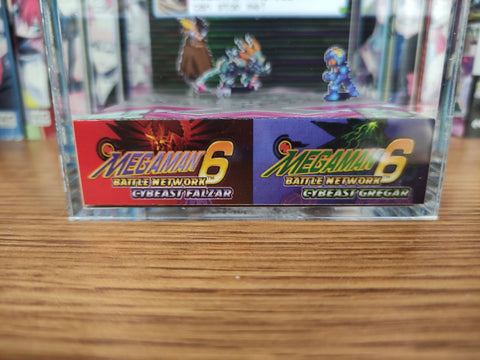 MEGAMAN 6
BATTLE NETWORK
CYBEAST FALZAR
MEGAMAN 6
BATTLE NETWORK
CYBEAST GREGAR